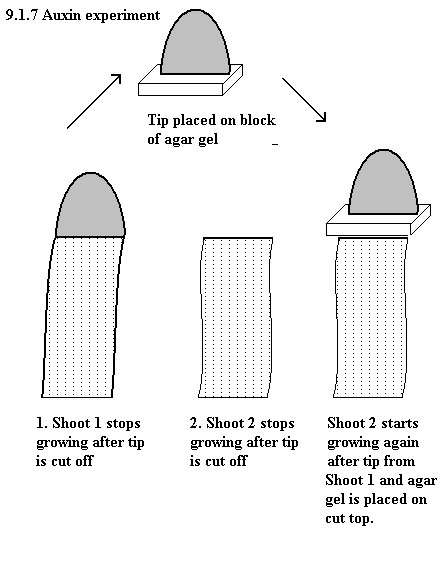 9.1.7 Auxin experiment
Tip placed on block
of agar gel
1. Shoot 1 stops
growing after tip
is cut off
2. Shoot 2 stops
growing after tip
is cut off
Shoot 2 starts
growing again
after tip from
Shoot 1 and agar
gel is placed on
cut top.